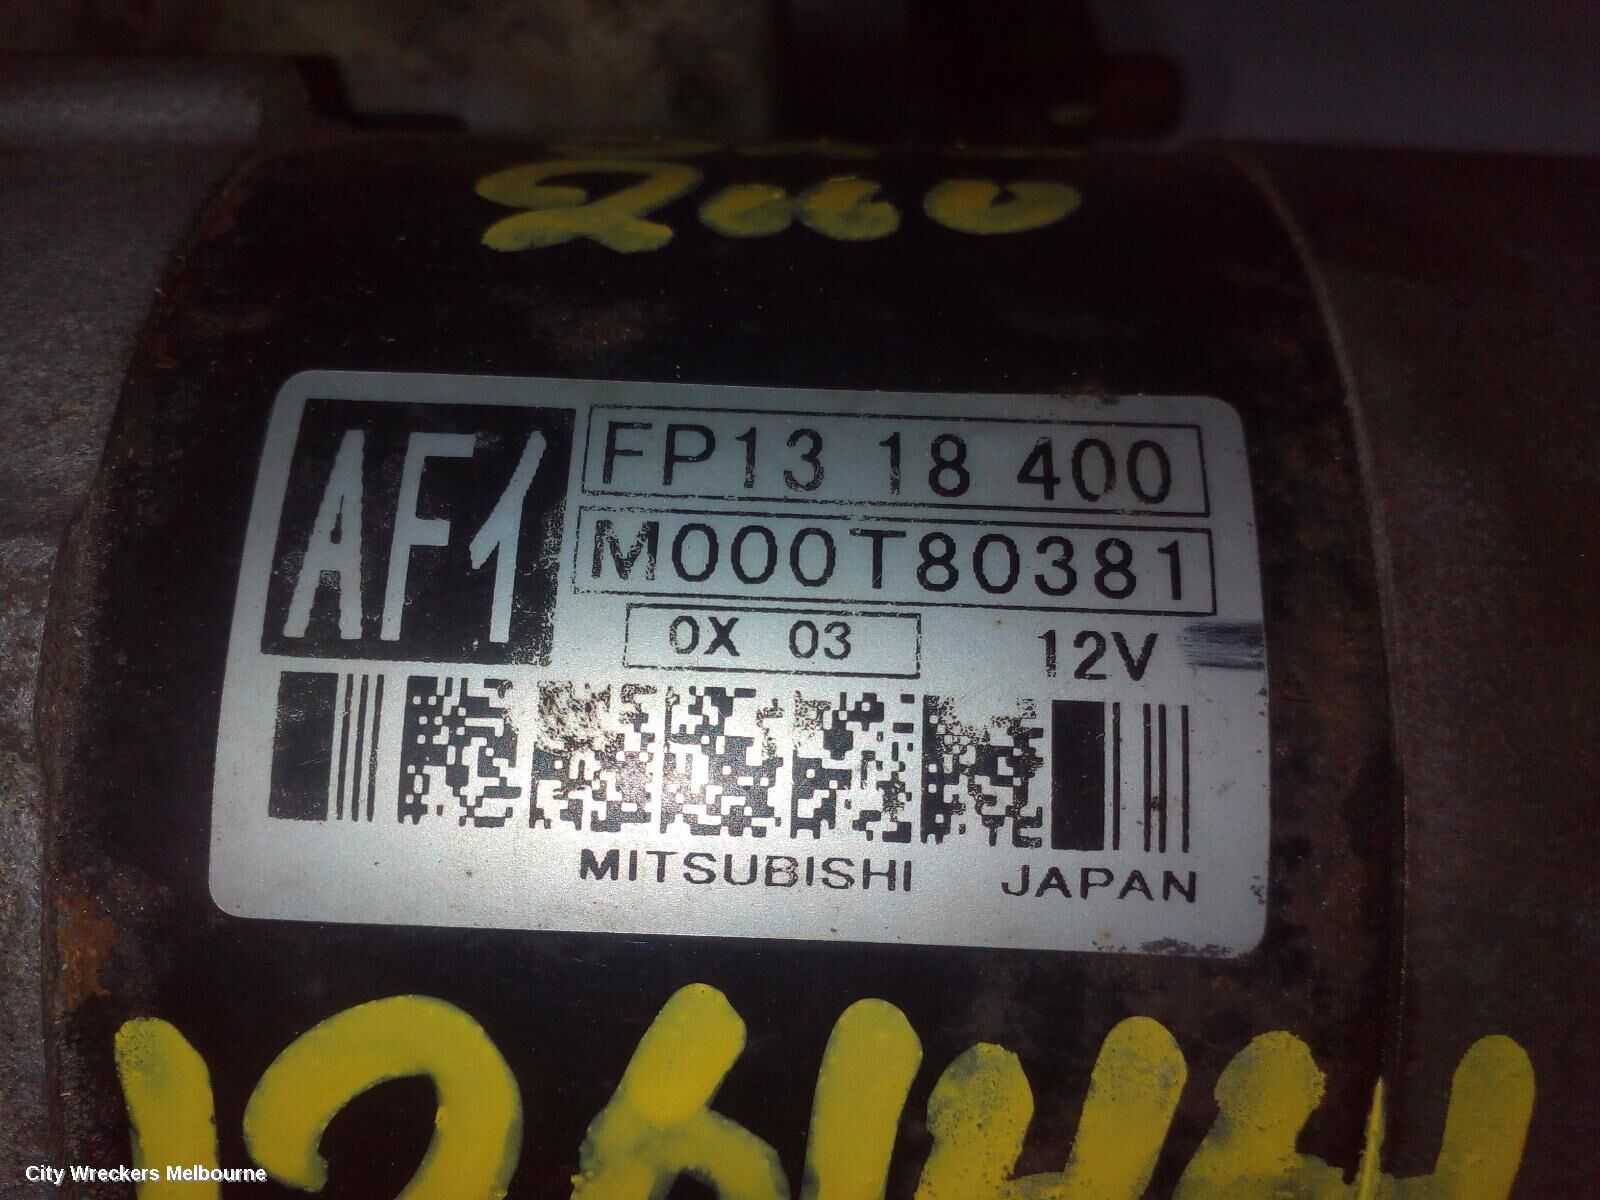 AF1
FP13 18 400
M000T80381
0X 03
12V
MITSUBISHI JAPAN
City Wreckers Melbourne